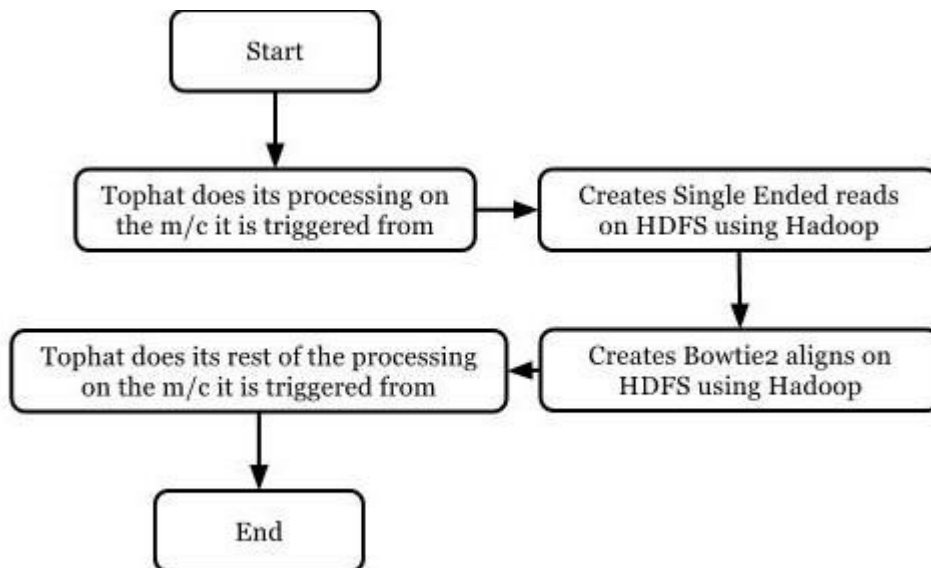 Start
Tophat does its processing on
the m/c it is triggered from
Creates Single Ended reads
on HDFS using Hadoop
Creates Bowtie2 aligns on
HDFS using Hadoop
Tophat does its rest of the processing
on the m/c it is triggered from
End